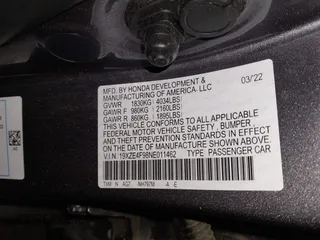 MFD. BY HONDA DEVELOPMENT & 03/22
MANUFACTURING OF AMERICA, LLC
GVWR 1830KG 4034LBS
GAWR F 980KG 2160LBS
GAWR R 860KG 1895LBS
THIS VEHICLE CONFORMS TO ALL APPLICABLE
FEDERAL MOTOR VEHICLE SAFETY, BUMPER
AND THEFT PREVENTION STANDARDS IN EFFECT
ON THE DATE OF MANUFACTURE SHOWN ABOVE.
V.I.N: 19XZE4F98NE011462 TYPE: PASSENGER CAR